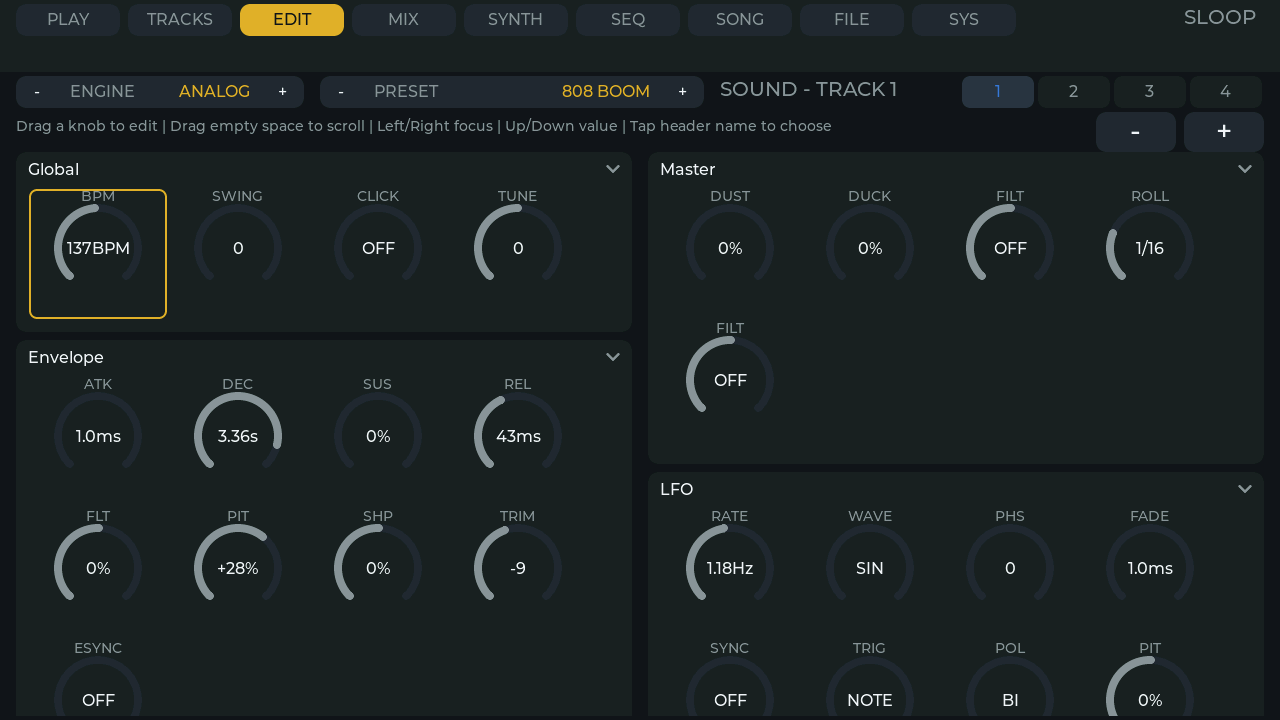 PLAY TRACKS EDIT MIX SYNTH SEQ SONG FILE SYS SLOOP
- ENGINE ANALOG + - PRESET 808 BOOM + SOUND - TRACK 1 1 2 3 4
Drag a knob to edit | Drag empty space to scroll | Left/Right focus | Up/Down value | Tap header name to choose - +
Global
BPM SWING CLICK TUNE
137BPM 0 OFF 0
Master
DUST DUCK FILT ROLL
0% 0% OFF 1/16
FILT
OFF
Envelope
ATK DEC SUS REL
1.0ms 3.36s 0% 43ms
FLT PIT SHP TRIM
0% +28% 0% -9
ESYNC
OFF
LFO
RATE WAVE PHS FADE
1.18Hz SIN 0 1.0ms
SYNC TRIG POL PIT
OFF NOTE BI 0%